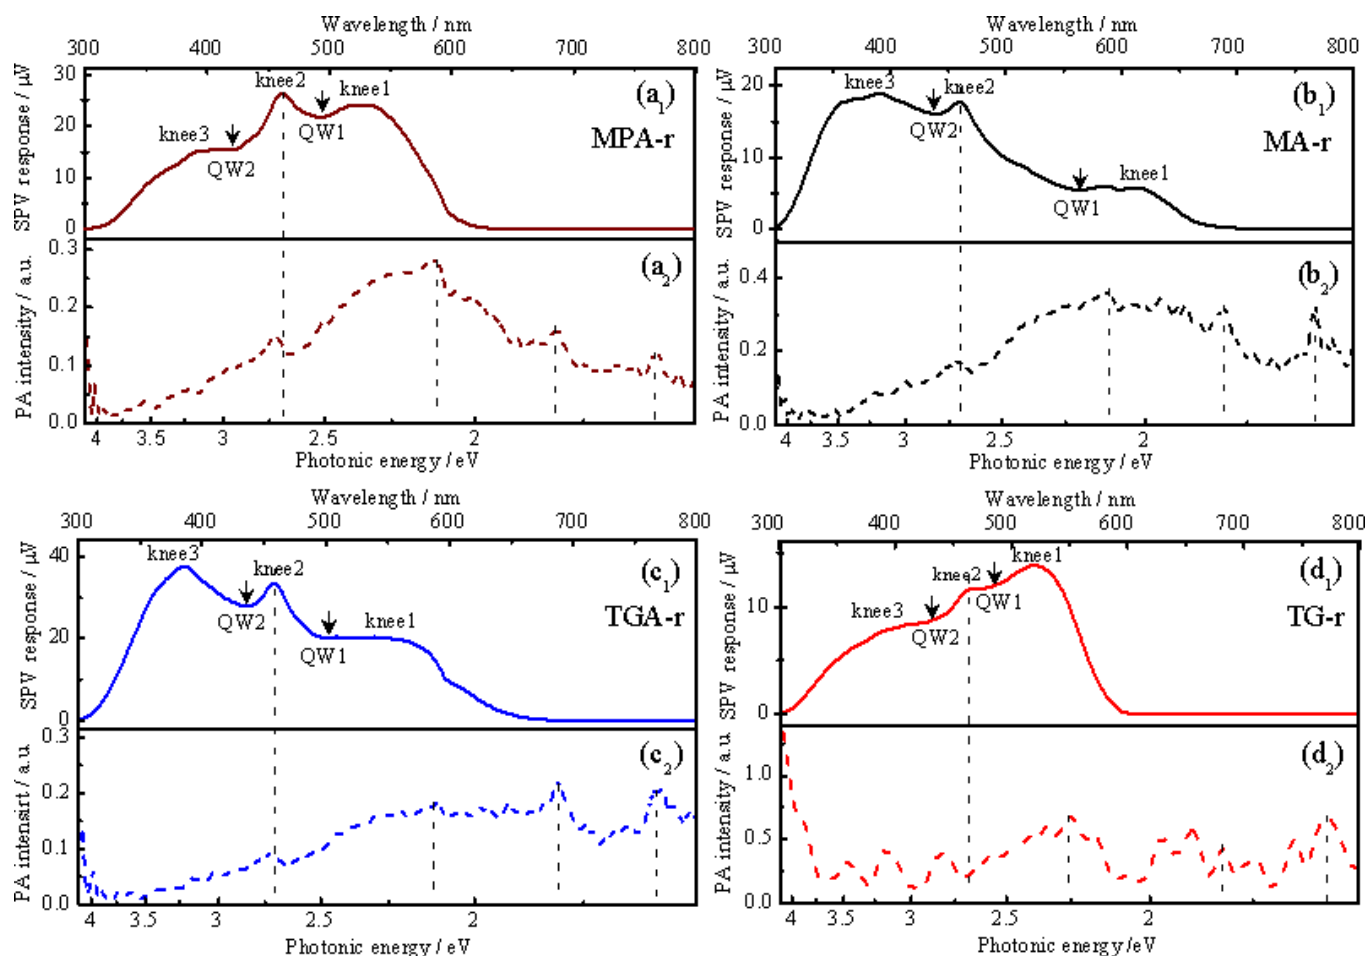 Wavelength / nm
300 400 500 600 700 800
SPV response / μV
30
20
10
0
knee2
knee1
knee3
QW2
QW1
(a1)
MPA-r
PA intensity / a.u.
0.3
0.2
0.1
0.0
(a2)
4 3.5 3 2.5 2
Photonic energy / eV
Wavelength / nm
300 400 500 600 700 800
SPV response / μV
20
10
0
knee3
knee2
QW2
knee1
QW1
(b1)
MA-r
PA intensity / a.u.
0.4
0.2
0.0
(b2)
4 3.5 3 2.5 2
Photonic energy / eV
Wavelength / nm
300 400 500 600 700 800
SPV response / μV
40
20
0
knee3
knee2
QW2
knee1
QW1
(c1)
TGA-r
PA intensirt / a.u.
0.3
0.2
0.1
0.0
(c2)
4 3.5 3 2.5 2
Photonic energy / eV
Wavelength / nm
300 400 500 600 700 800
SPV response / μV
10
0
knee1
knee2
QW1
knee3
QW2
(d1)
TG-r
PA intensity / a.u.
1.0
0.5
0.0
(d2)
4 3.5 3 2.5 2
Photonic energy /eV